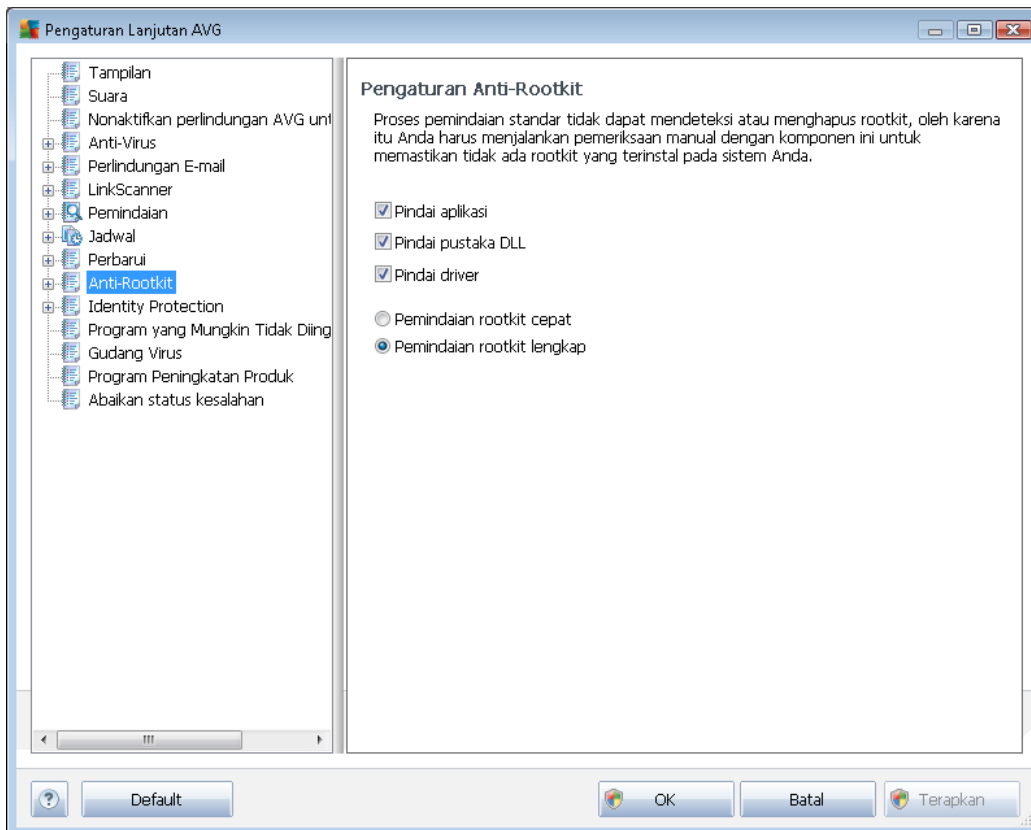 Pengaturan Lanjutan AVG
Tampilan
Suara
Nonaktifkan perlindungan AVG unt
Anti-Virus
Perlindungan E-mail
LinkScanner
Pemindaian
Jadwal
Perbarui
Anti-Rootkit
Identity Protection
Program yang Mungkin Tidak Diing
Gudang Virus
Program Peningkatan Produk
Abaikan status kesalahan
Pengaturan Anti-Rootkit
Proses pemindaian standar tidak dapat mendeteksi atau menghapus rootkit, oleh karena
itu Anda harus menjalankan pemeriksaan manual dengan komponen ini untuk
memastikan tidak ada rootkit yang terinstal pada sistem Anda.
Pindai aplikasi
Pindai pustaka DLL
Pindai driver
Pemindaian rootkit cepat
Pemindaian rootkit lengkap
? Default OK Batal Terapkan